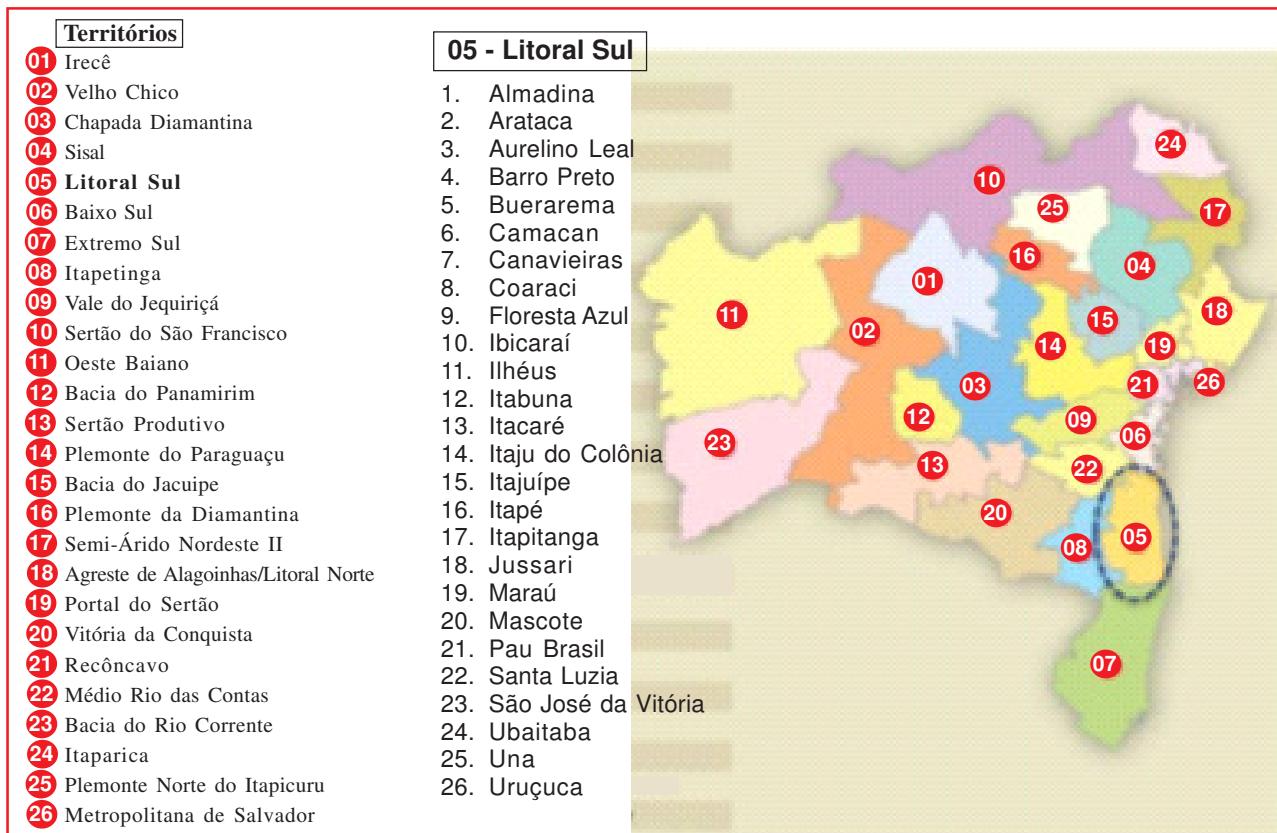 Territórios
01 Irecê
02 Velho Chico
03 Chapada Diamantina
04 Sisal
05 Litoral Sul
06 Baixo Sul
07 Extremo Sul
08 Itapetinga
09 Vale do Jequiriçá
10 Sertão do São Francisco
11 Oeste Baiano
12 Bacia do Panamirim
13 Sertão Produtivo
14 Plemonte do Paraguaçu
15 Bacia do Jacuipe
16 Plemonte da Diamantina
17 Semi-Árido Nordeste II
18 Agreste de Alagoinhas/Litoral Norte
19 Portal do Sertão
20 Vitória da Conquista
21 Recôncavo
22 Médio Rio das Contas
23 Bacia do Rio Corrente
24 Itaparica
25 Plemonte Norte do Itapicuru
26 Metropolitana de Salvador
05 - Litoral Sul
1. Almadina
2. Arataca
3. Aurelino Leal
4. Barro Preto
5. Buerarema
6. Camacan
7. Canavieiras
8. Coaraci
9. Floresta Azul
10. Ibicaraí
11. Ilhéus
12. Itabuna
13. Itacaré
14. Itaju do Colônia
15. Itajuípe
16. Itapé
17. Itapitanga
18. Jussari
19. Maraú
20. Mascote
21. Pau Brasil
22. Santa Luzia
23. São José da Vitória
24. Ubaitaba
25. Una
26. Uruçuca
24
10
25
17
16
04
01
11
18
15
02
14
19
03
21
26
12
09
06
23
13
22
20
05
08
07